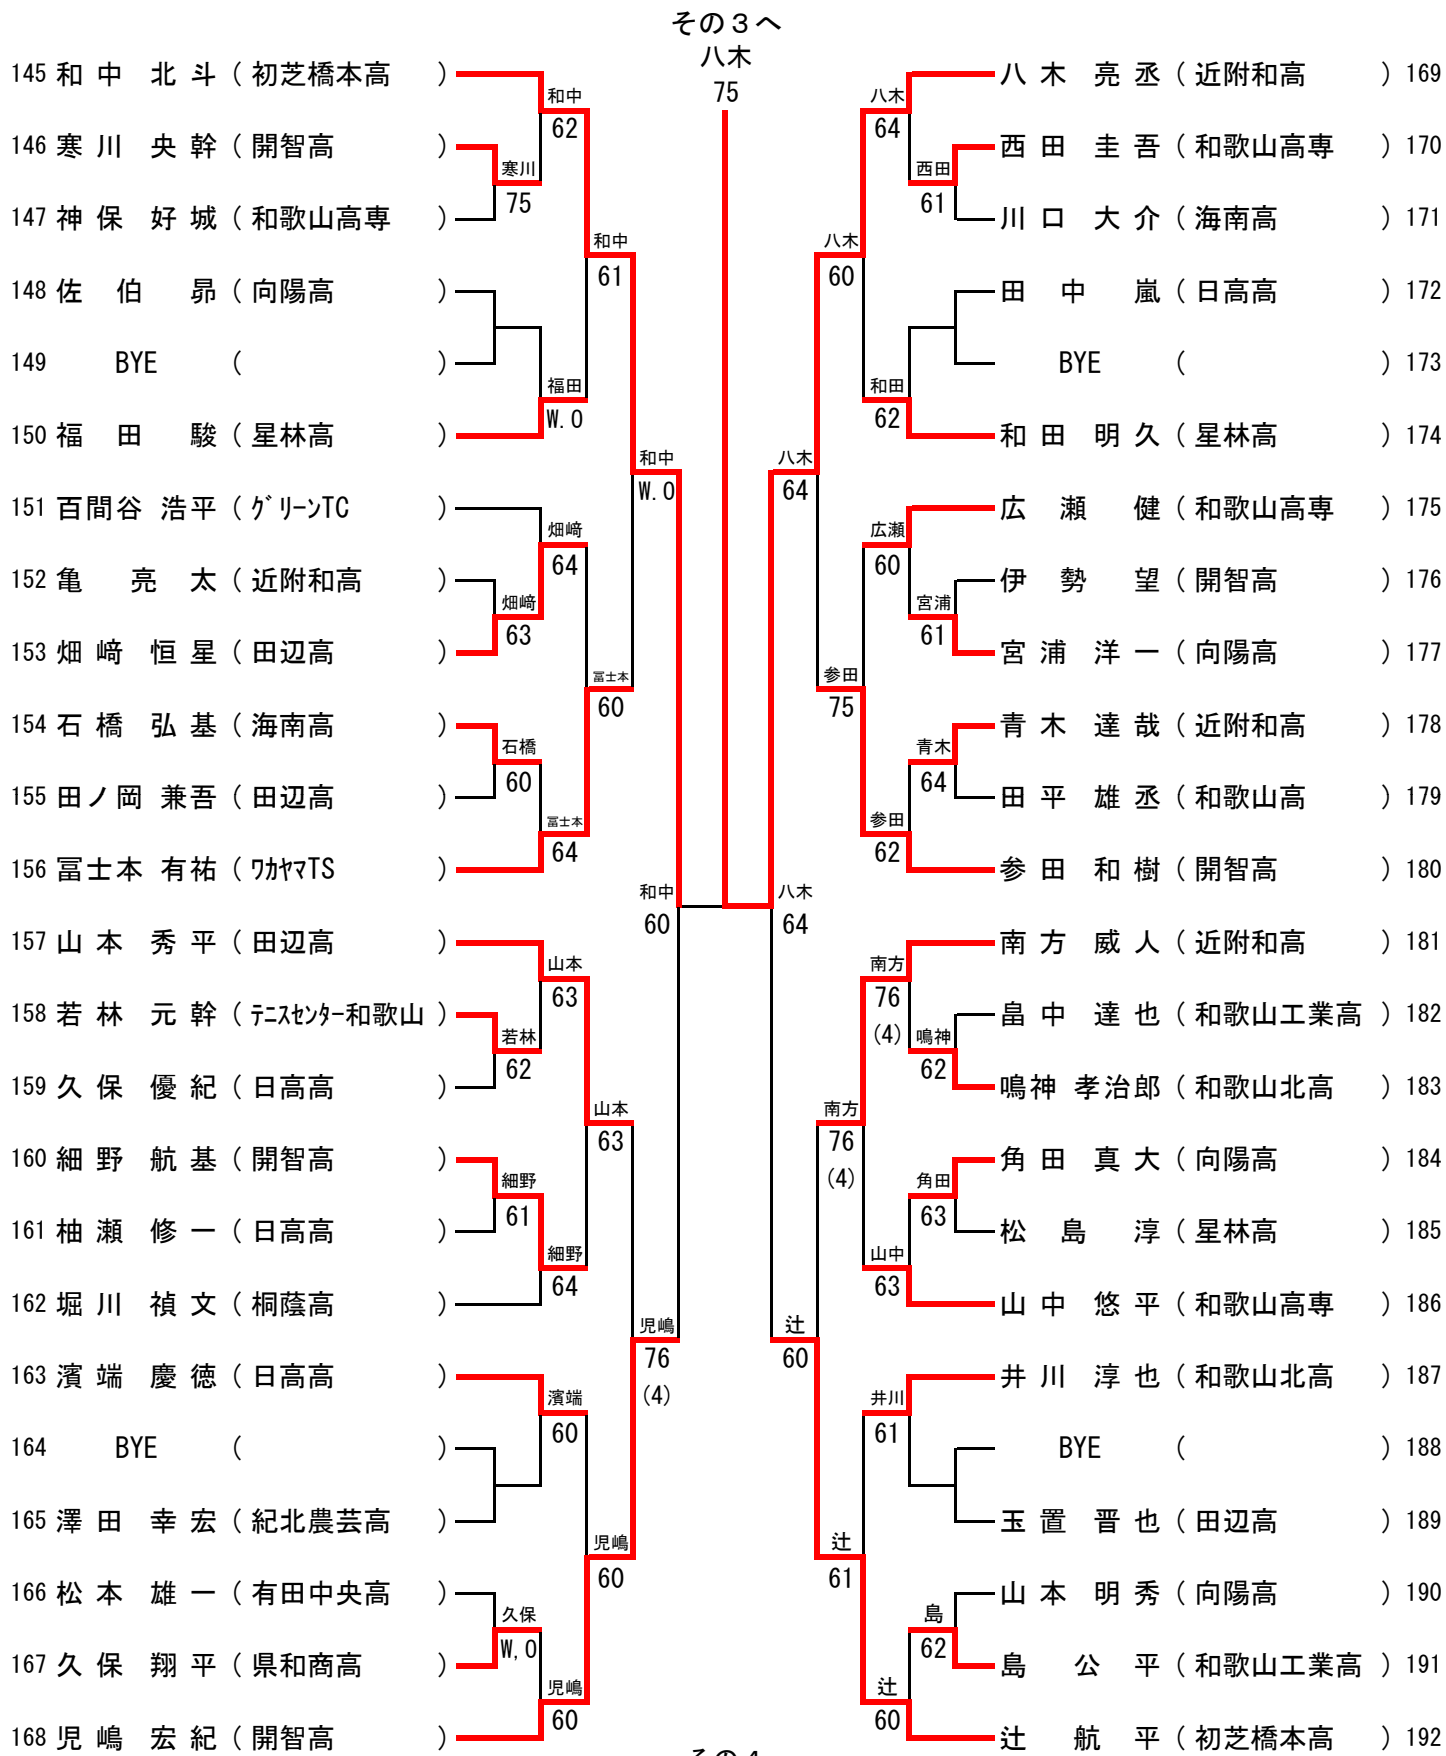 その３へ
八木
75
145 和中 北斗 ( 初芝橋本高 )
146 寒川 央幹 ( 開智高 )
147 神保 好城 ( 和歌山高専 )
148 佐伯 昴 ( 向陽高 )
149 BYE ( )
150 福田 駿 ( 星林高 )
151 百間谷 浩平 ( グリーンTC )
152 亀 亮太 ( 近附和高 )
153 畑﨑 恒星 ( 田辺高 )
154 石橋 弘基 ( 海南高 )
155 田ノ岡 兼吾 ( 田辺高 )
156 冨士本 有祐 ( ワカヤマTS )
157 山本 秀平 ( 田辺高 )
158 若林 元幹 ( テニスセンター和歌山 )
159 久保 優紀 ( 日高高 )
160 細野 航基 ( 開智高 )
161 柚瀬 修一 ( 日高高 )
162 堀川 禎文 ( 桐蔭高 )
163 濱端 慶徳 ( 日高高 )
164 BYE ( )
165 澤田 幸宏 ( 紀北農芸高 )
166 松本 雄一 ( 有田中央高 )
167 久保 翔平 ( 県和商高 )
168 児嶋 宏紀 ( 開智高 )
寒川
75
畑﨑
63
石橋
60
若林
62
細野
61
久保
W,O
和中
62
福田
W.O
畑﨑
64
冨士本
64
山本
63
細野
64
濱端
60
児嶋
60
和中
61
冨士本
60
山本
63
児嶋
60
和中
W.O
児嶋
76
(4)
和中
60
八木
64
八木
64
辻
60
八木
60
参田
75
南方
76
(4)
辻
61
八木
64
和田
62
広瀬
60
参田
62
南方
76
(4)
山中
63
井川
61
辻
60
西田
61
宮浦
61
青木
64
鳴神
62
角田
63
島
62
八木 亮丞 ( 近附和高 ) 169
西田 圭吾 ( 和歌山高専 ) 170
川口 大介 ( 海南高 ) 171
田中 嵐 ( 日高高 ) 172
BYE ( ) 173
和田 明久 ( 星林高 ) 174
広瀬 健 ( 和歌山高専 ) 175
伊勢 望 ( 開智高 ) 176
宮浦 洋一 ( 向陽高 ) 177
青木 達哉 ( 近附和高 ) 178
田平 雄丞 ( 和歌山高 ) 179
参田 和樹 ( 開智高 ) 180
南方 威人 ( 近附和高 ) 181
畠中 達也 ( 和歌山工業高 ) 182
鳴神 孝治郎 ( 和歌山北高 ) 183
角田 真大 ( 向陽高 ) 184
松島 淳 ( 星林高 ) 185
山中 悠平 ( 和歌山高専 ) 186
井川 淳也 ( 和歌山北高 ) 187
BYE ( ) 188
玉置 晋也 ( 田辺高 ) 189
山本 明秀 ( 向陽高 ) 190
島 公平 ( 和歌山工業高 ) 191
辻 航平 ( 初芝橋本高 ) 192